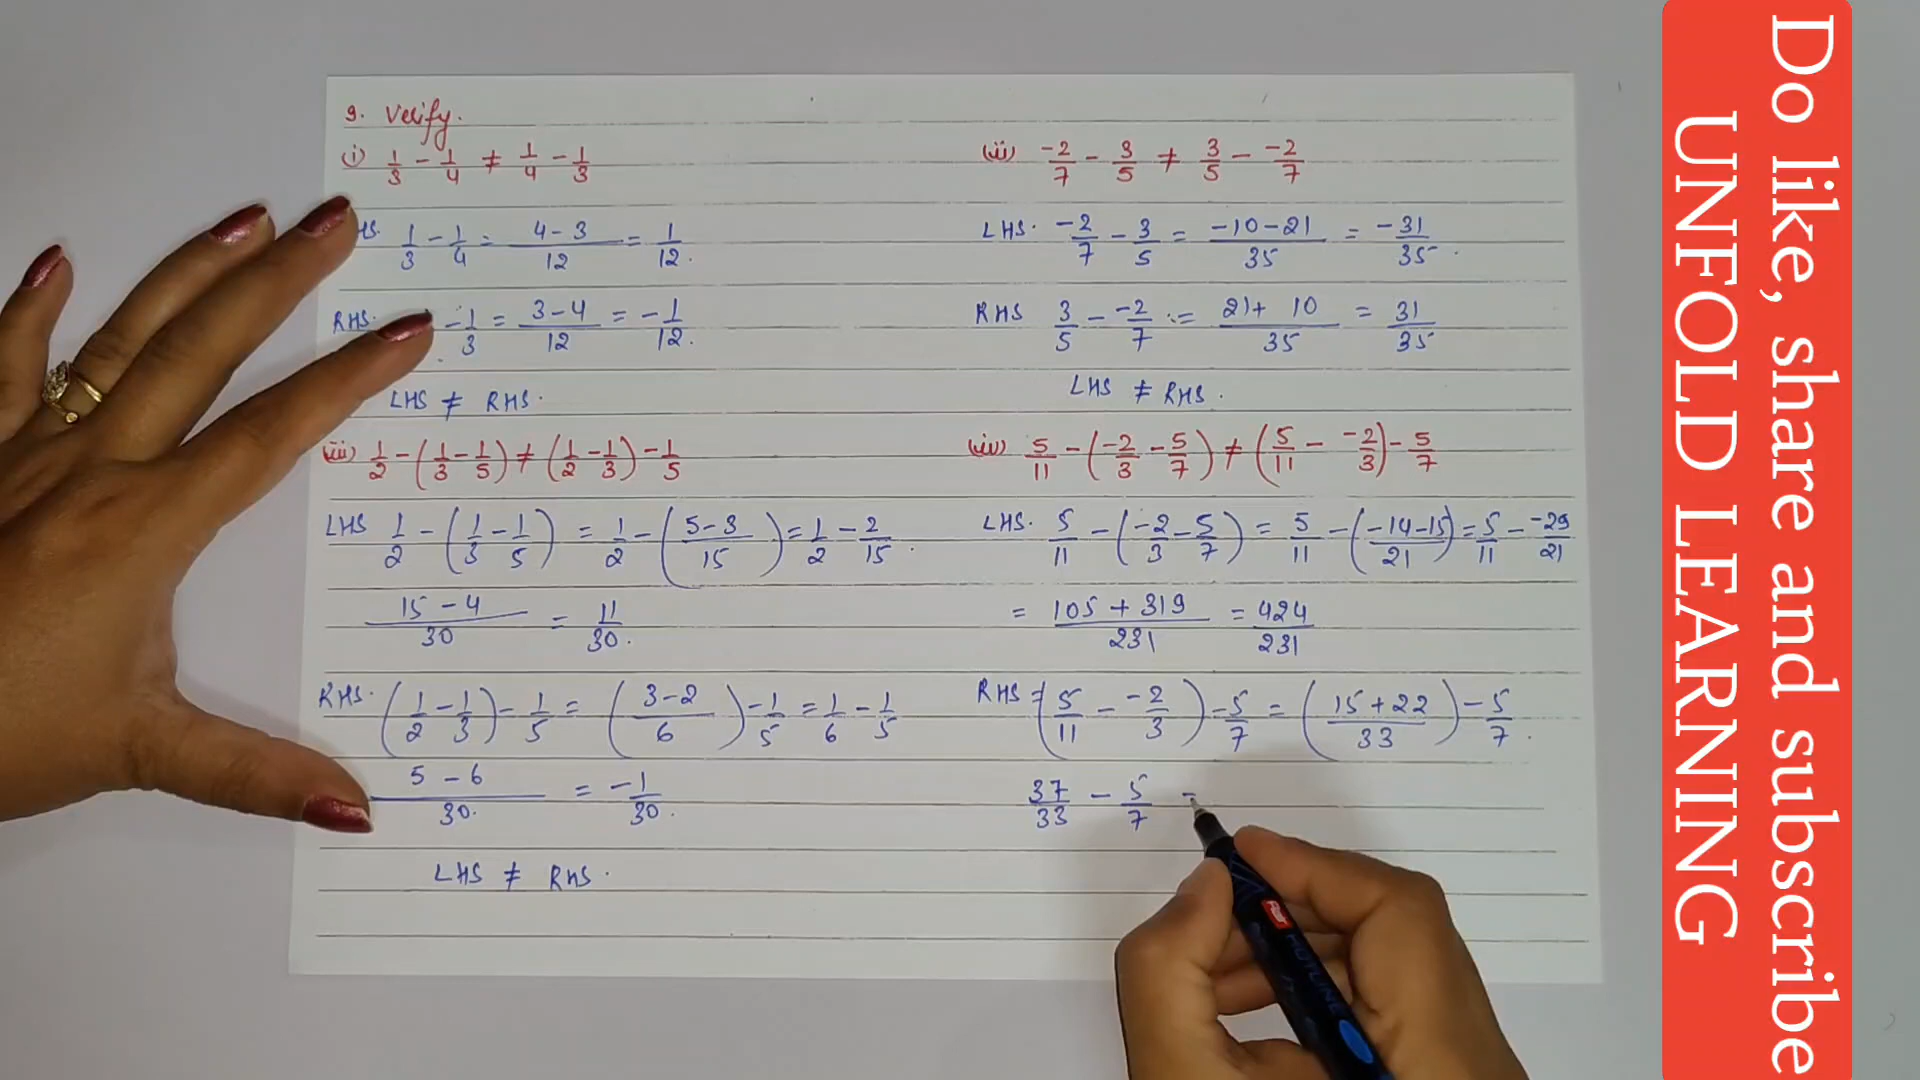 9. Verify.
(i) 1/3 - 1/4 ≠ 1/4 - 1/3
HS. 1/3 - 1/4 = (4-3)/12 = 1/12.
RHS. - 1/3 = (3-4)/12 = -1/12.
LHS ≠ RHS.
(iii) 1/2 - (1/3 - 1/5) ≠ (1/2 - 1/3) - 1/5
LHS 1/2 - (1/3 - 1/5) = 1/2 - ((5-3)/15) = 1/2 - 2/15.
(15-4)/30 = 11/30.
RHS. (1/2 - 1/3) - 1/5 = ((3-2)/6) - 1/5 = 1/6 - 1/5
(5-6)/30. = -1/30.
LHS ≠ RHS.
(ii) -2/7 - 3/5 ≠ 3/5 - -2/7
LHS. -2/7 - 3/5 = (-10-21)/35 = -31/35.
RHS 3/5 - -2/7 = (21+10)/35 = 31/35
LHS ≠ RHS.
(iv) 5/11 - (-2/3 - 5/7) ≠ (5/11 - -2/3) - 5/7
LHS. 5/11 - (-2/3 - 5/7) = 5/11 - ((-14-15)/21) = 5/11 - -29/21
= (105+319)/231 = 424/231
RHS = (5/11 - -2/3) - 5/7 = ((15+22)/33) - 5/7.
37/33 - 5/7 =
Do like, share and subscribe
UNFOLD LEARNING